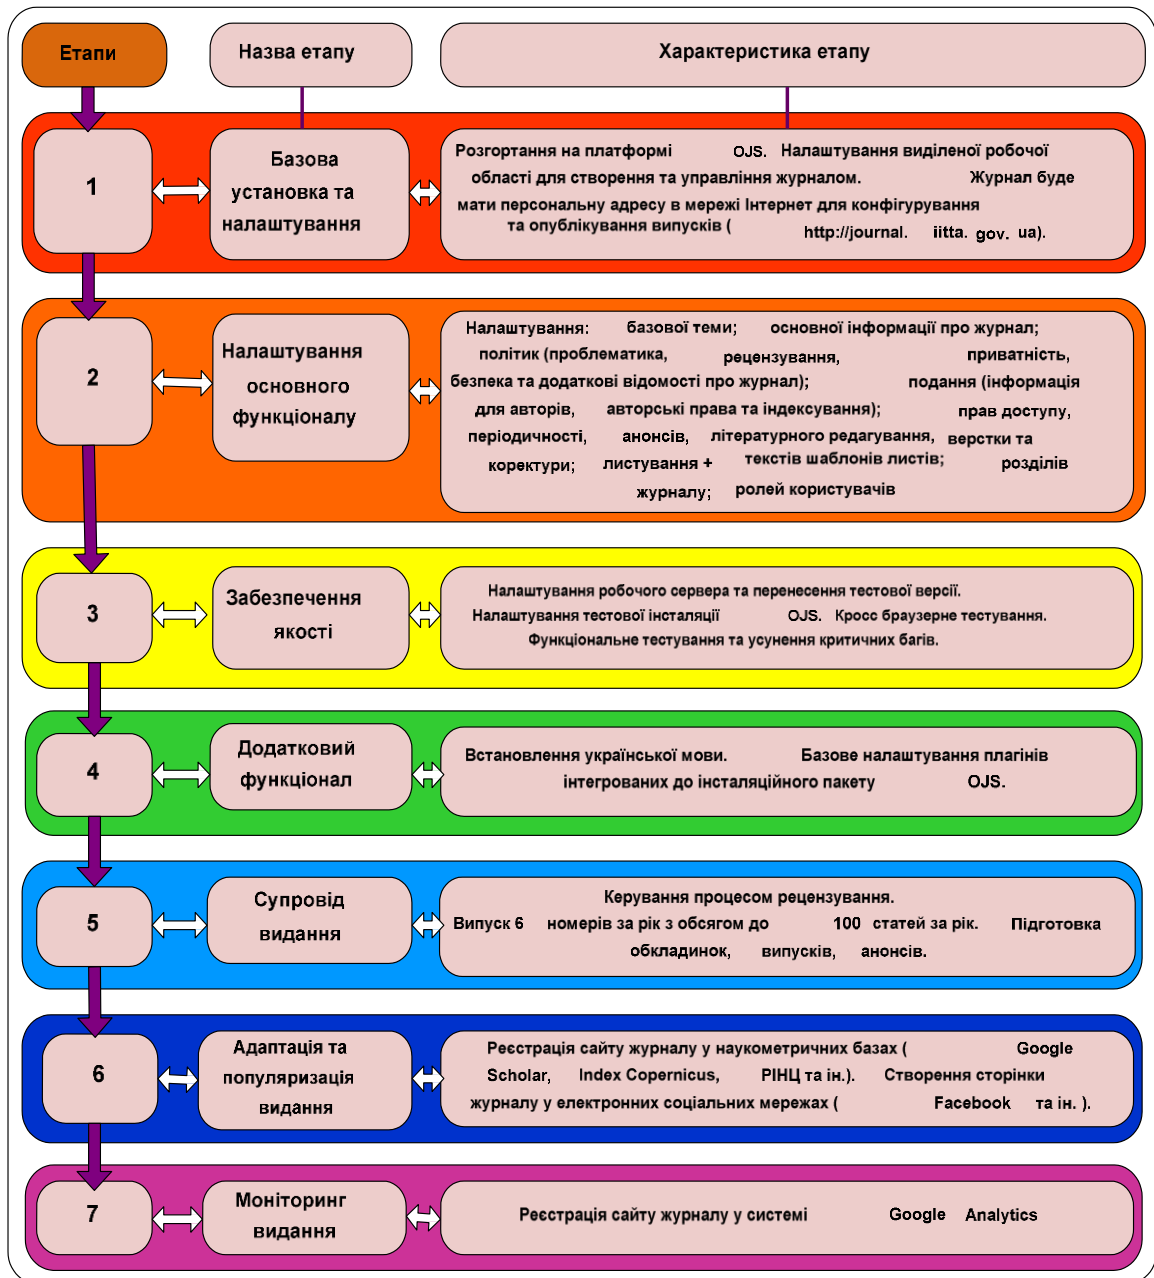 Етапи
Назва етапу
Характеристика етапу
1
Базова
установка та
налаштування
Розгортання на платформі OJS. Налаштування виділеної робочої
області для створення та управління журналом. Журнал буде
мати персональну адресу в мережі Інтернет для конфігурування
та опублікування випусків ( http://journal. iitta. gov. ua).
2
Налаштування
основного
функціоналу
Налаштування: базової теми; основної інформації про журнал;
політик (проблематика, рецензування, приватність,
безпека та додаткові відомості про журнал); подання (інформація
для авторів, авторські права та індексування); прав доступу,
періодичності, анонсів, літературного редагування, верстки та
коректури; листування + текстів шаблонів листів; розділів
журналу; ролей користувачів
3
Забезпечення
якості
Налаштування робочого сервера та перенесення тестової версії.
Налаштування тестової інсталяції OJS. Кросс браузерне тестування.
Функціональне тестування та усунення критичних багів.
4
Додатковий
функціонал
Встановлення української мови. Базове налаштування плагінів
інтегрованих до інсталяційного пакету OJS.
5
Супровід
видання
Керування процесом рецензування.
Випуск 6 номерів за рік з обсягом до 100 статей за рік. Підготовка
обкладинок, випусків, анонсів.
6
Адаптація та
популяризація
видання
Реєстрація сайту журналу у наукометричних базах ( Google
Scholar, Index Copernicus, РІНЦ та ін.). Створення сторінки
журналу у електронних соціальних мережах ( Facebook та ін. ).
7
Моніторинг
видання
Реєстрація сайту журналу у системі Google Analytics